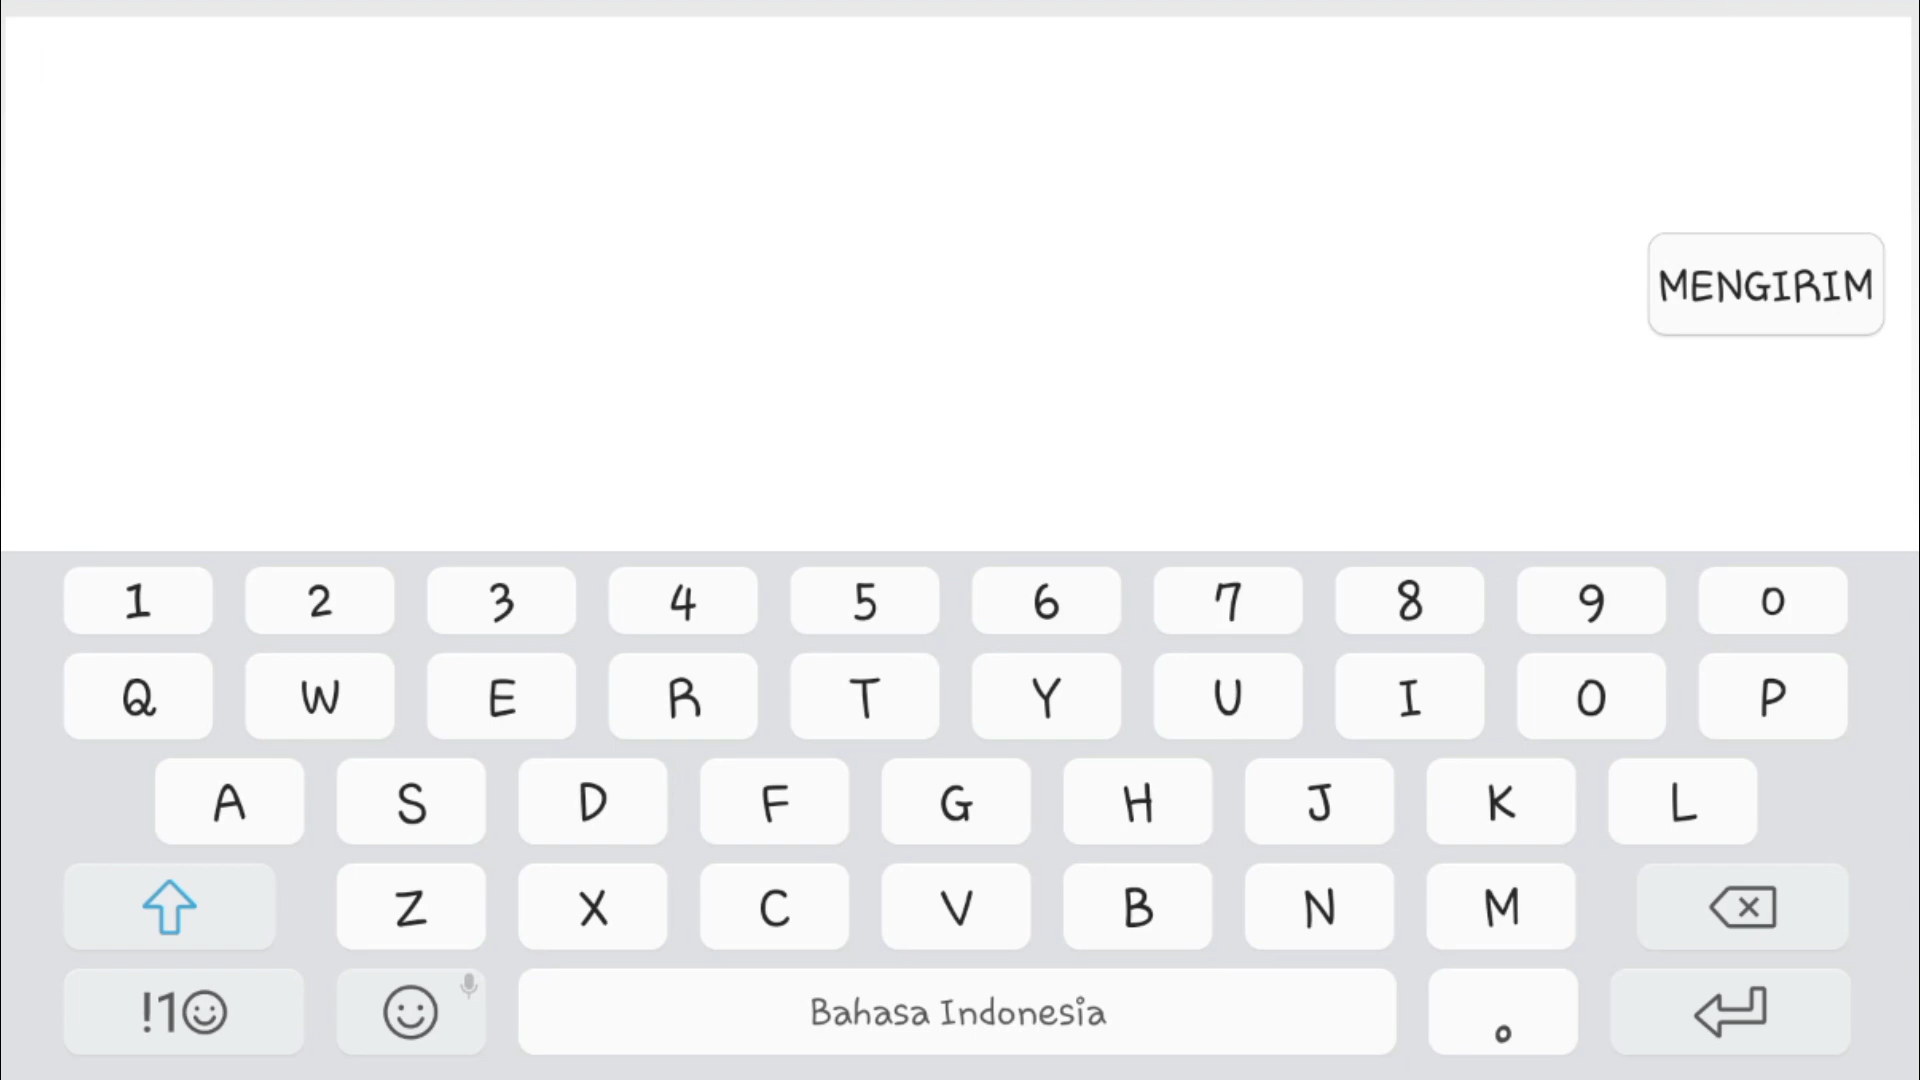 MENGIRIM
1 2 3 4 5 6 7 8 9 0
Q W E R T Y U I O P
A S D F G H J K L
Z X C V B N M
!1☺ Bahasa Indonesia .